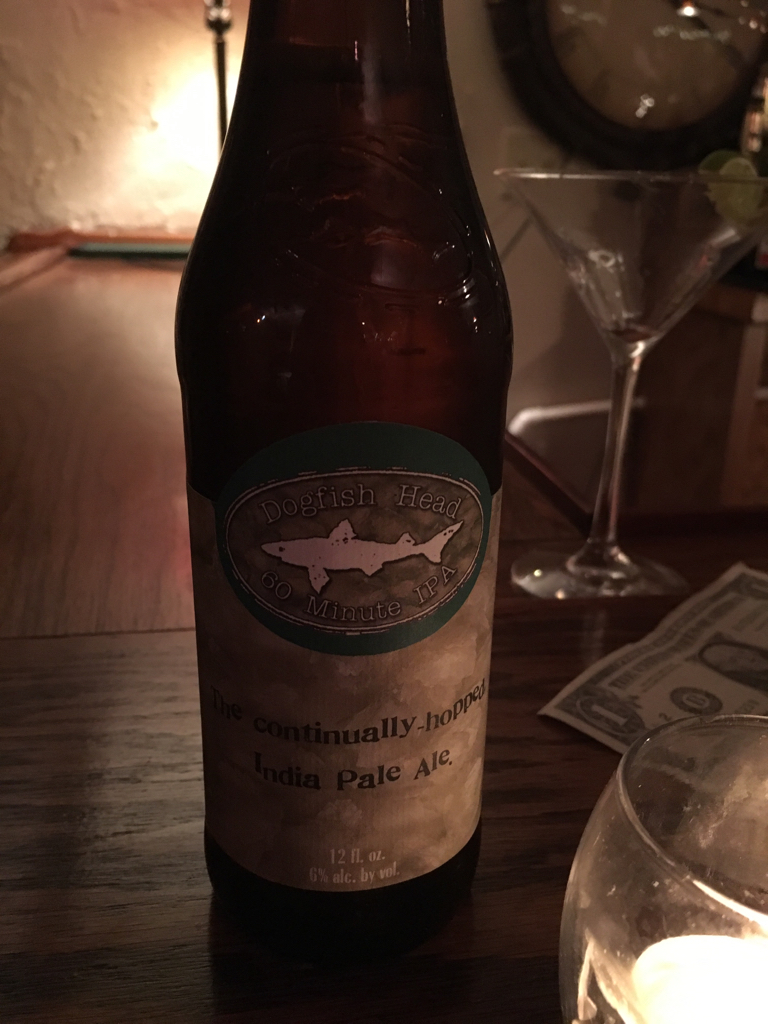 Dogfish Head
60 Minute IPA
The continually-hopped
India Pale Ale.
12 fl. oz.
6% alc. by vol.